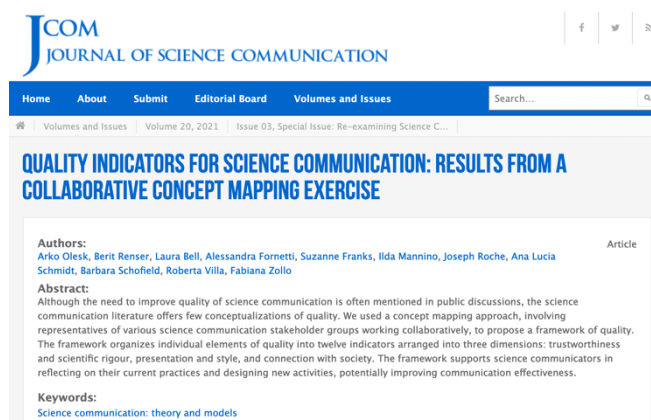 JCOM
JOURNAL OF SCIENCE COMMUNICATION
Home About Submit Editorial Board Volumes and Issues Search...
Volumes and Issues Volume 20, 2021 Issue 03, Special Issue: Re-examining Science C...
QUALITY INDICATORS FOR SCIENCE COMMUNICATION: RESULTS FROM A
COLLABORATIVE CONCEPT MAPPING EXERCISE
Authors: Article
Arko Olesk, Berit Renser, Laura Bell, Alessandra Fornetti, Suzanne Franks, Ilda Mannino, Joseph Roche, Ana Lucia
Schmidt, Barbara Schofield, Roberta Villa, Fabiana Zollo
Abstract:
Although the need to improve quality of science communication is often mentioned in public discussions, the science
communication literature offers few conceptualizations of quality. We used a concept mapping approach, involving
representatives of various science communication stakeholder groups working collaboratively, to propose a framework of quality.
The framework organizes individual elements of quality into twelve indicators arranged into three dimensions: trustworthiness
and scientific rigour, presentation and style, and connection with society. The framework supports science communicators in
reflecting on their current practices and designing new activities, potentially improving communication effectiveness.
Keywords:
Science communication: theory and models